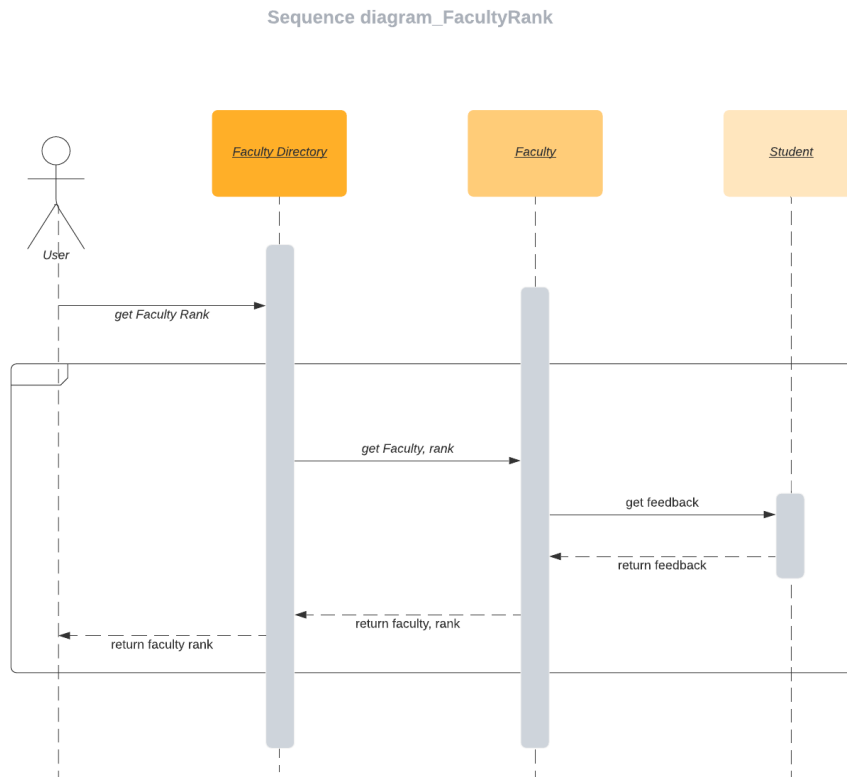 Sequence diagram_FacultyRank
Faculty Directory
Faculty
Student
User
get Faculty Rank
get Faculty, rank
get feedback
return feedback
return faculty, rank
return faculty rank